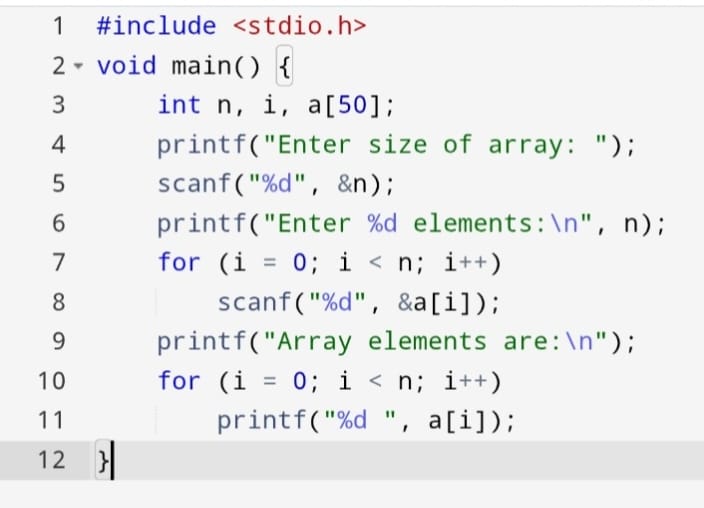 1 #include <stdio.h>
2 void main() {
3 int n, i, a[50];
4 printf("Enter size of array: ");
5 scanf("%d", &n);
6 printf("Enter %d elements:\n", n);
7 for (i = 0; i < n; i++)
8 scanf("%d", &a[i]);
9 printf("Array elements are:\n");
10 for (i = 0; i < n; i++)
11 printf("%d ", a[i]);
12 }